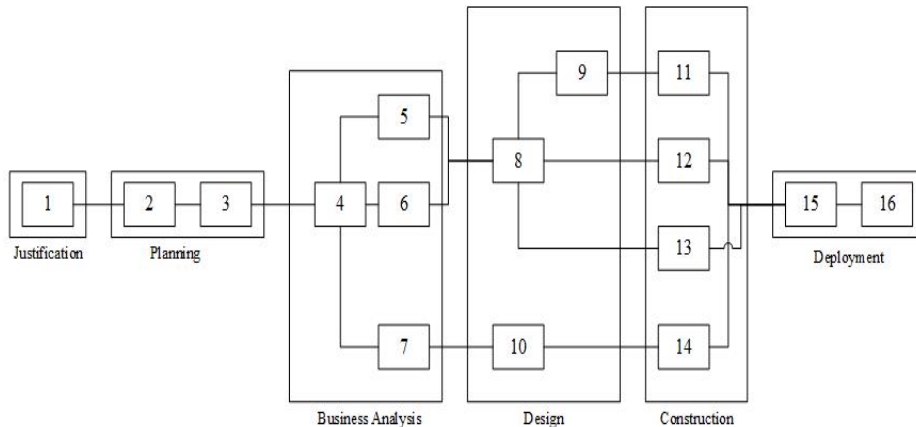 9
11
5
8
12
1
2
3
4
6
15
16
13
Justification
Planning
Deployment
7
10
14
Business Analysis
Design
Construction